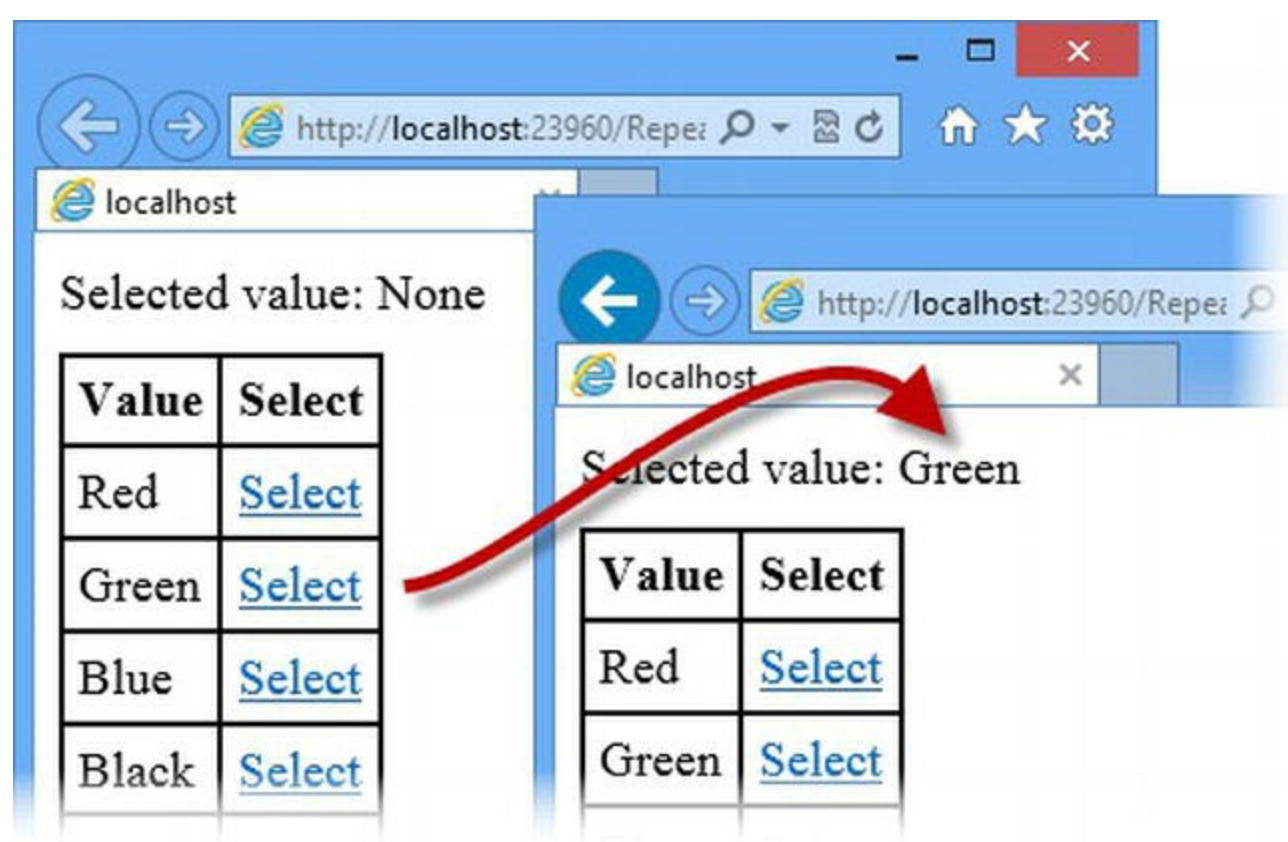 http://localhost:23960/Repe
localhost
Selected value: None
Value Select
Red Select
Green Select
Blue Select
Black Select
http://localhost:23960/Repe
localhost
Selected value: Green
Value Select
Red Select
Green Select